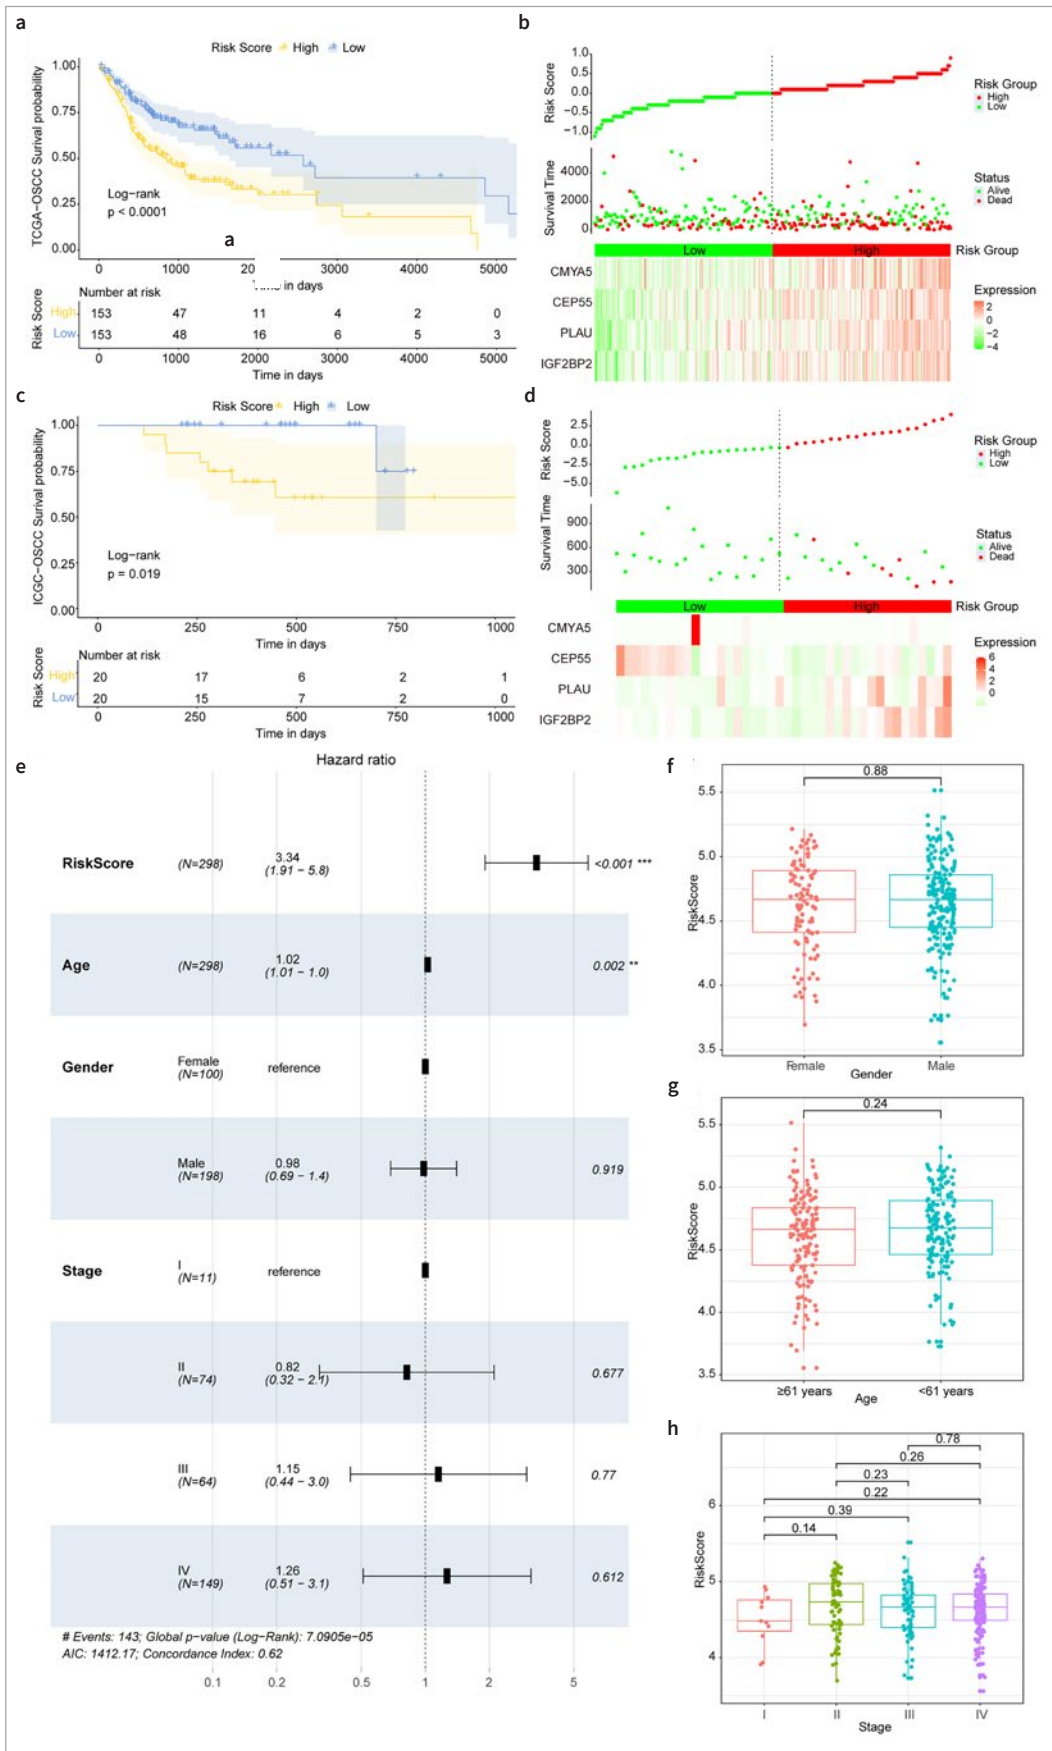 a
Risk Score High Low
TCGA-OSCC Surival probability
1.00
0.75
0.50
0.25
0.00
Log-rank
p < 0.0001
a
0 1000 3000 4000 5000
Number at risk
Risk Score
High 153 47 11 4 2 0
Low 153 48 16 6 5 3
0 1000 2000 3000 4000 5000
Time in days
b
Risk Score
1.0
0.5
0.0
−0.5
−1.0
Risk Group
High
Low
Survival Time
4000
2000
0
Status
Alive
Dead
Low High Risk Group
CMYA5
CEP55
PLAU
IGF2BP2
Expression
2
0
−2
−4
c
Risk Score High Low
ICGC-OSCC Surival probability
1.00
0.75
0.50
0.25
0.00
Log-rank
p = 0.019
0 250 500 750 1000
Time in days
Number at risk
Risk Score
High 20 17 6 2 1
Low 20 15 7 2 0
0 250 500 750 1000
Time in days
d
Risk Score
2.5
0.0
−2.5
−5.0
Risk Group
High
Low
Survival Time
900
600
300
Status
Alive
Dead
Low High Risk Group
CMYA5
CEP55
PLAU
IGF2BP2
Expression
6
4
2
0
e
Hazard ratio
RiskScore (N=298) 3.34 (1.91 − 5.8) <0.001 ***
Age (N=298) 1.02 (1.01 − 1.0) 0.002 **
Gender Female (N=100) reference
Male (N=198) 0.98 (0.69 − 1.4) 0.919
Stage I (N=11) reference
II (N=74) 0.82 (0.32 − 2.1) 0.677
III (N=64) 1.15 (0.44 − 3.0) 0.77
IV (N=149) 1.26 (0.51 − 3.1) 0.612
# Events: 143; Global p−value (Log−Rank): 7.0905e−05
AIC: 1412.17; Concordance Index: 0.62
0.1 0.2 0.5 1 2 5
f
0.88
RiskScore
5.5
5.0
4.5
4.0
3.5
Female Male
Gender
g
0.24
RiskScore
5.5
5.0
4.5
4.0
3.5
≥61 years <61 years
Age
h
0.78
0.26
0.23
0.22
0.39
0.14
RiskScore
6
5
4
I II III IV
Stage